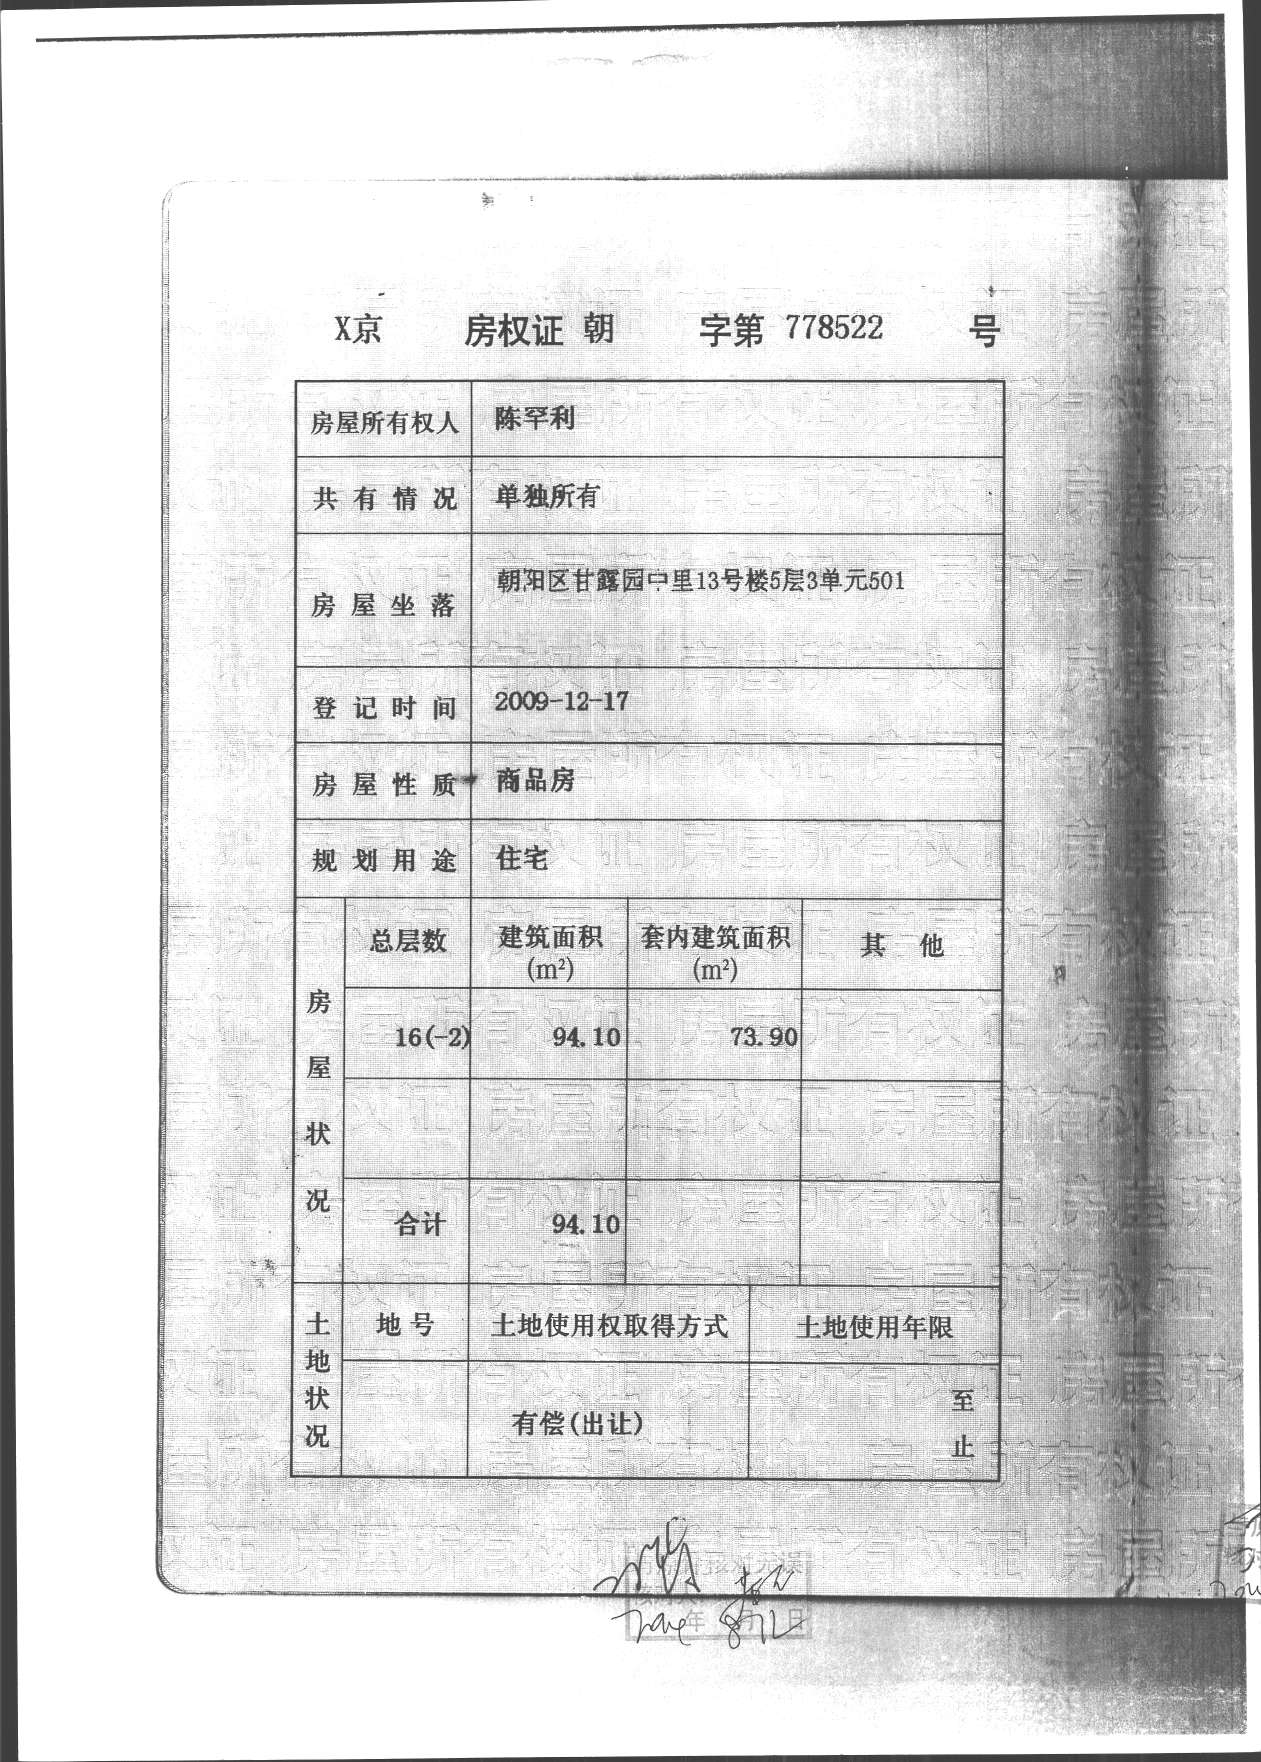 X京 房权证 朝 字第 778522 号
房屋所有权人 陈罕利
共有情况 单独所有
房屋坐落 朝阳区甘露园中里13号楼5层3单元501
登记时间 2009-12-17
房屋性质 商品房
规划用途 住宅
房屋状况
总层数 建筑面积(m²) 套内建筑面积(m²) 其他
16(-2) 94.10 73.90
合计 94.10
土地状况
地号 土地使用权取得方式 土地使用年限
有偿(出让) 至
止
年 月 日